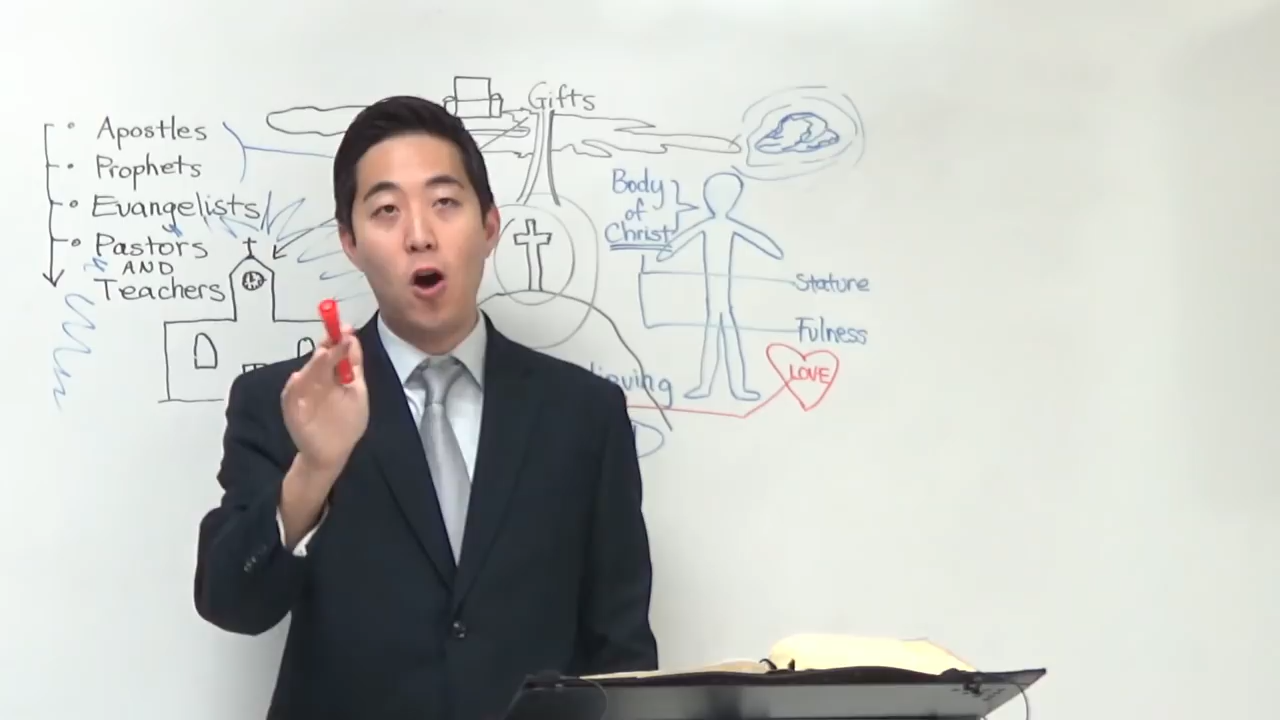 Gifts
Apostles
Prophets
Evangelists
Pastors
AND
Teachers
Body
of
Christ
Stature
Fulness
LOVE